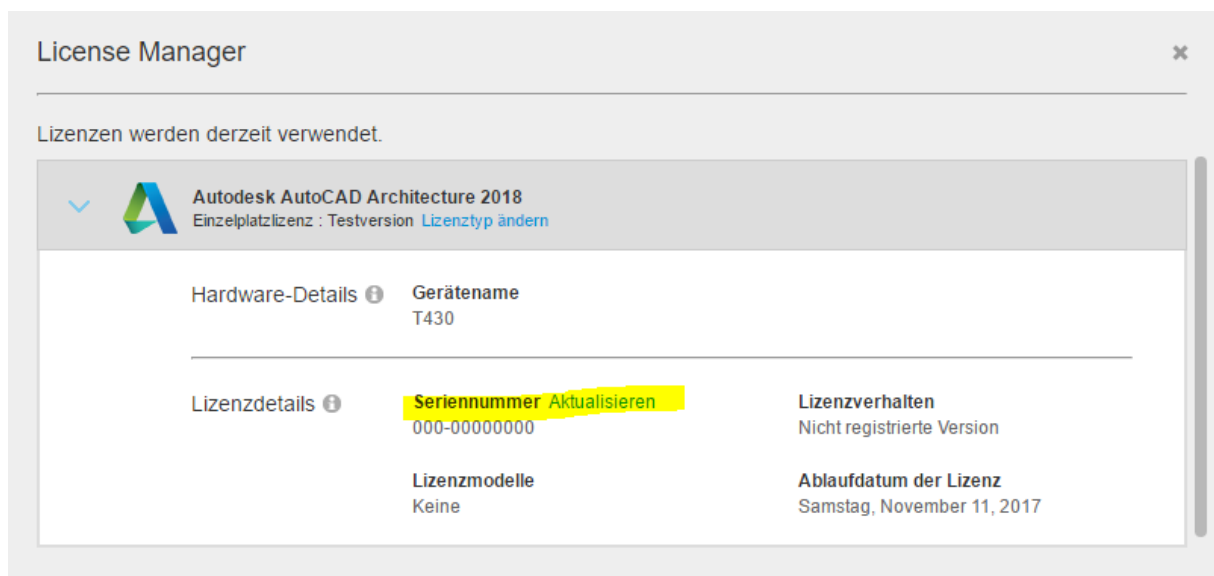 License Manager
Lizenzen werden derzeit verwendet.
Autodesk AutoCAD Architecture 2018
Einzelplatzlizenz : Testversion Lizenztyp ändern
Hardware-Details
Gerätename
T430
Lizenzdetails
Seriennummer Aktualisieren
000-00000000
Lizenzverhalten
Nicht registrierte Version
Lizenzmodelle
Keine
Ablaufdatum der Lizenz
Samstag, November 11, 2017